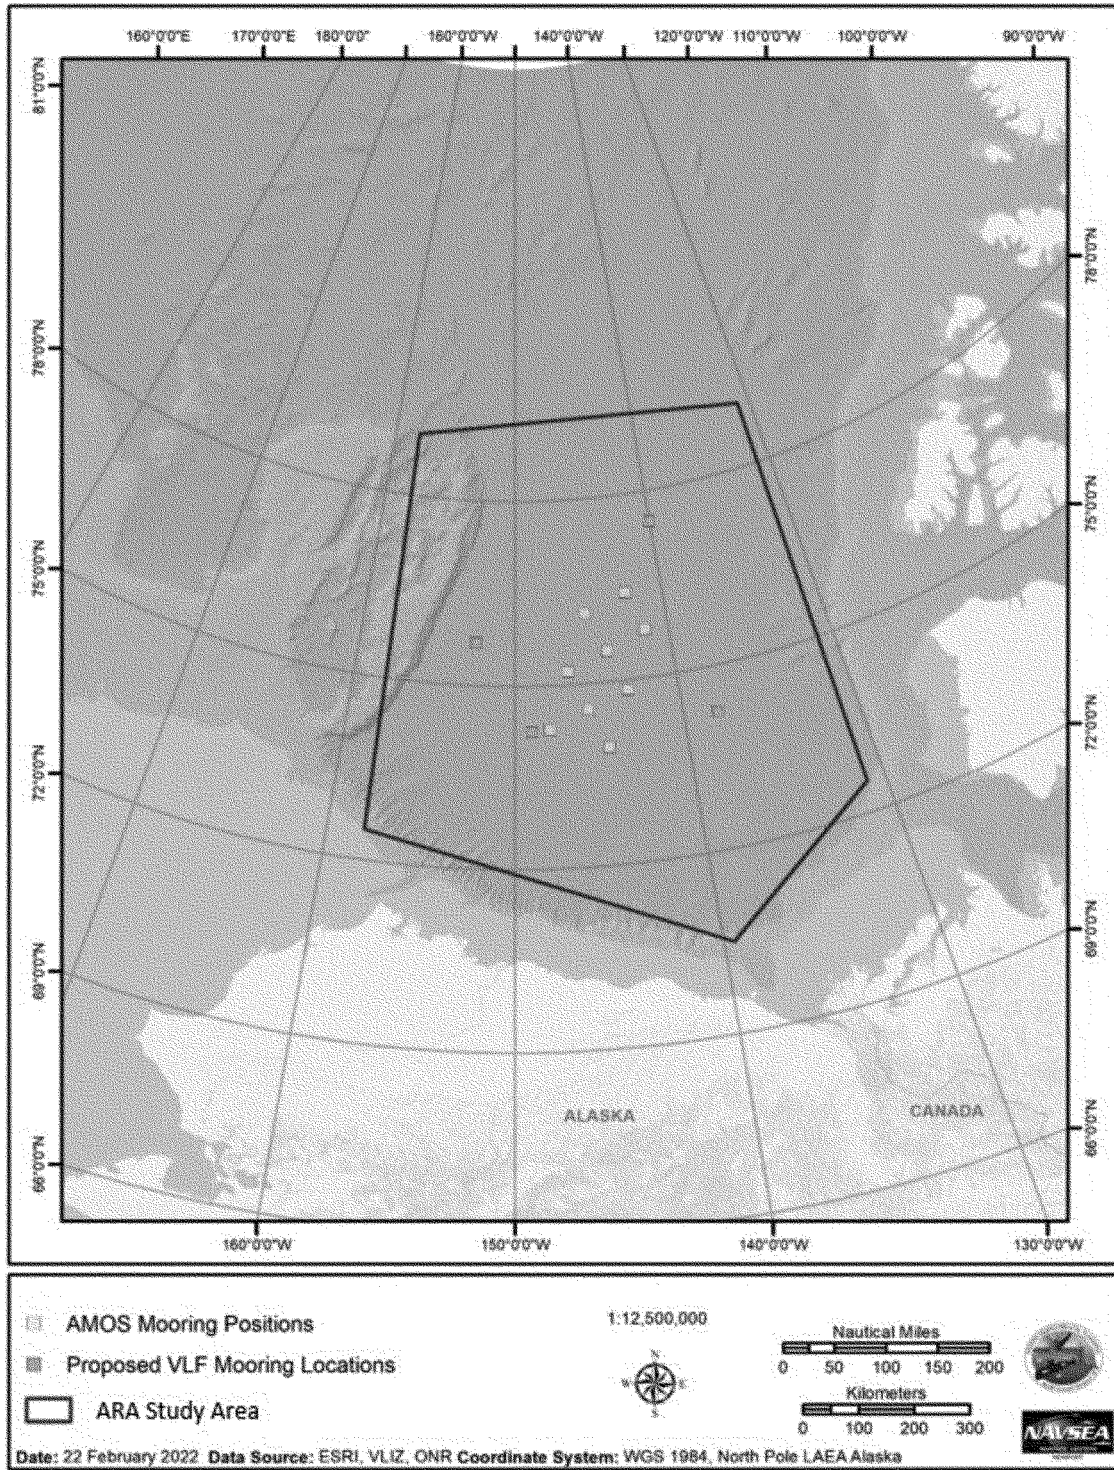 160°0'0"E 170°0'0"E 180°0'0" 160°0'0"W 140°0'0"W 120°0'0"W 110°0'0"W 100°0'0"W 90°0'0"W
81°0'0"N
78°0'0"N
78°0'0"N
75°0'0"N
75°0'0"N
72°0'0"N
72°0'0"N
69°0'0"N
69°0'0"N
66°0'0"N
66°0'0"N
ALASKA
CANADA
160°0'0"W 150°0'0"W 140°0'0"W 130°0'0"W
AMOS Mooring Positions
Proposed VLF Mooring Locations
ARA Study Area
1:12,500,000
N
W E
S
Nautical Miles
0 50 100 150 200
Kilometers
0 100 200 300
NAVSEA
Date: 22 February 2022 Data Source: ESRI, VLIZ, ONR Coordinate System: WGS 1984, North Pole LAEA Alaska